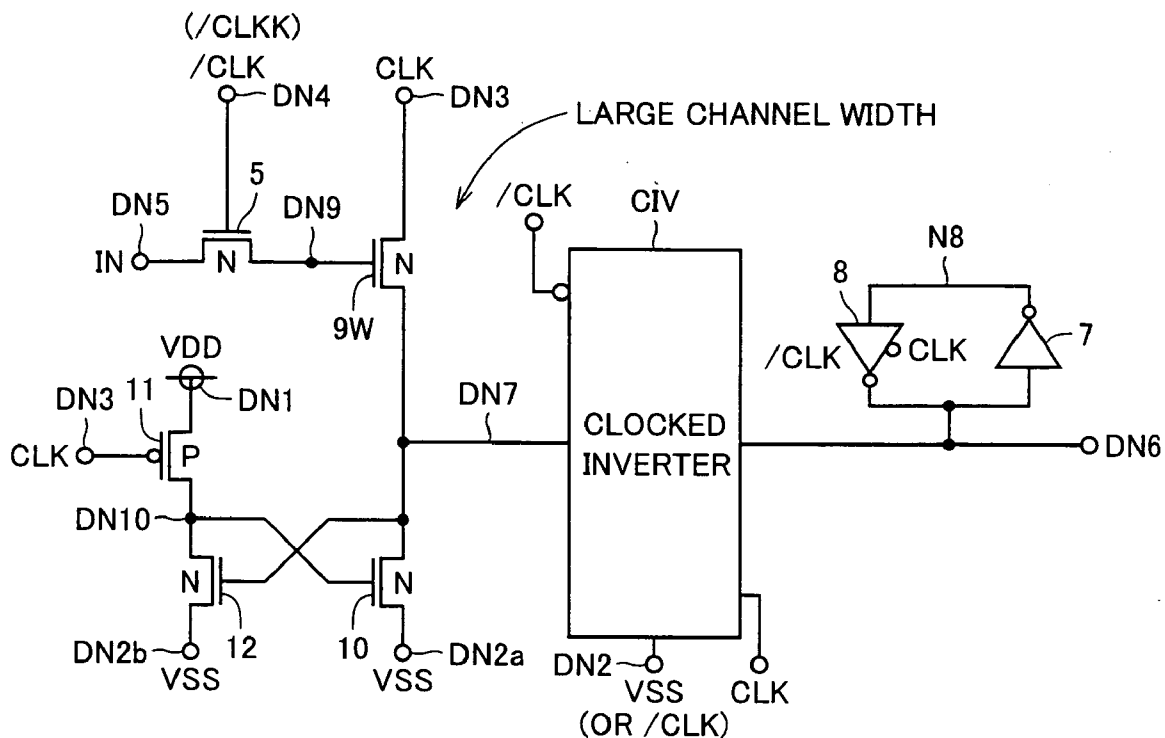 (/CLKK)
/CLK
DN4
CLK
DN3
LARGE CHANNEL WIDTH
5
DN5
DN9
IN
N
N
9W
/CLK
CIV
N8
8
/CLK
CLK
7
VDD
DN1
DN3
11
CLK
P
DN7
CLOCKED
INVERTER
DN6
DN10
N
N
12
10
DN2b
VSS
DN2a
VSS
DN2
VSS
(OR /CLK)
CLK